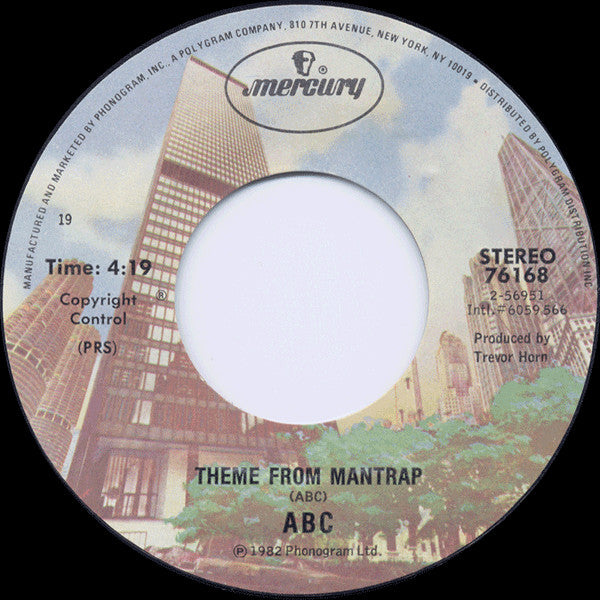 MANUFACTURED AND MARKETED BY PHONOGRAM, INC., A POLYGRAM COMPANY, 810 7TH AVENUE, NEW YORK, N.Y. 10019 • DISTRIBUTED BY POLYGRAM DISTRIBUTION INC
mercury ®
19
Time: 4:19
Copyright ®
Control
(PRS)
STEREO
76168
2-56951
Intl.#6059 566
Produced by
Trevor Horn
THEME FROM MANTRAP
(ABC)
ABC
℗ 1982 Phonogram Ltd.